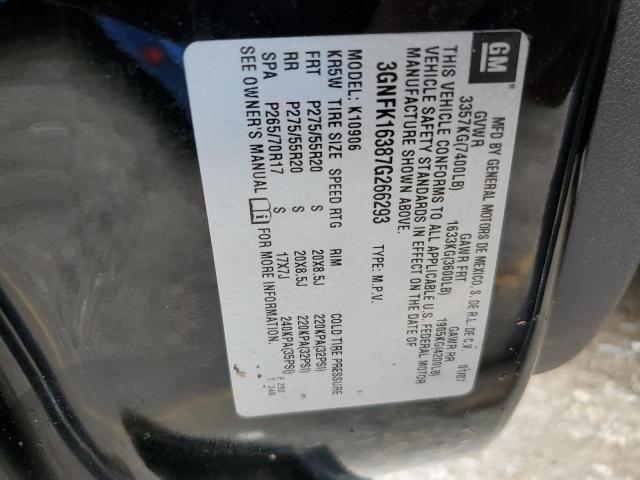 GM
MFD BY GENERAL MOTORS DE MEXICO, S. DE R.L. DE C.V.
01/07
GVWR GAWR FRT GAWR RR
3357KG(7400LB) 1633KG(3600LB) 1905KG(4200LB)
THIS VEHICLE CONFORMS TO ALL APPLICABLE U.S. FEDERAL MOTOR
VEHICLE SAFETY STANDARDS IN EFFECT ON THE DATE OF
MANUFACTURE SHOWN ABOVE.
3GNFK16387G266293 TYPE: M.P.V.
MODEL: K10906
KR5W TIRE SIZE SPEED RTG RIM COLD TIRE PRESSURE
FRT P275/55R20 S 20X8.5J 220KPA(32PSI)
RR P275/55R20 S 20X8.5J 220KPA(32PSI)
SPA P265/70R17 S 17X7J 240KPA(35PSI)
SEE OWNER'S MANUAL FOR MORE INFORMATION.